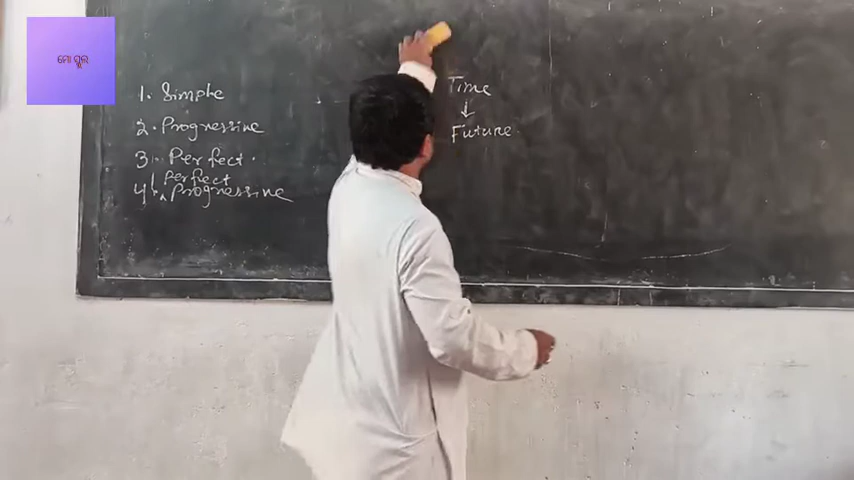 ମୋ ସ୍କୁଲ
1. Simple
2. Progressive
3. Perfect.
4. Perfect Progressive
Time
↓
Future